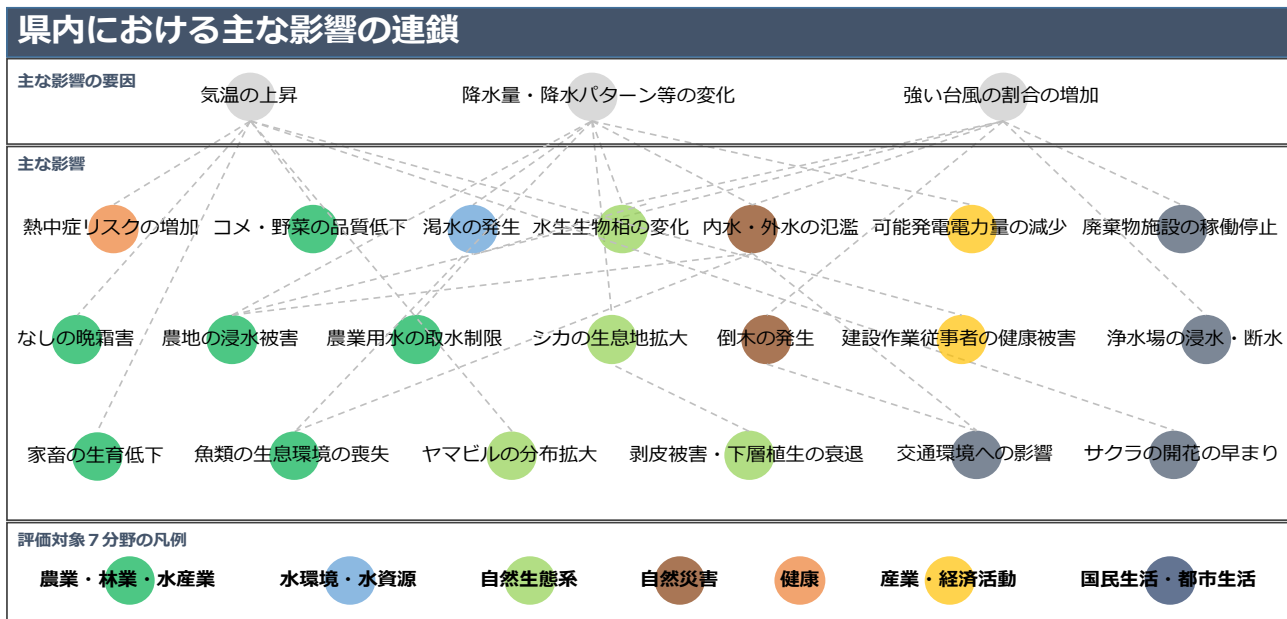 県内における主な影響の連鎖
主な影響の要因
気温の上昇
降水量・降水パターン等の変化
強い台風の割合の増加
主な影響
熱中症リスクの増加
コメ・野菜の品質低下
渇水の発生
水生生物相の変化
内水・外水の氾濫
可能発電電力量の減少
廃棄物施設の稼働停止
なしの晩霜害
農地の浸水被害
農業用水の取水制限
シカの生息地拡大
倒木の発生
建設作業従事者の健康被害
浄水場の浸水・断水
家畜の生育低下
魚類の生息環境の喪失
ヤマビルの分布拡大
剥皮被害・下層植生の衰退
交通環境への影響
サクラの開花の早まり
評価対象７分野の凡例
農業・林業・水産業
水環境・水資源
自然生態系
自然災害
健康
産業・経済活動
国民生活・都市生活